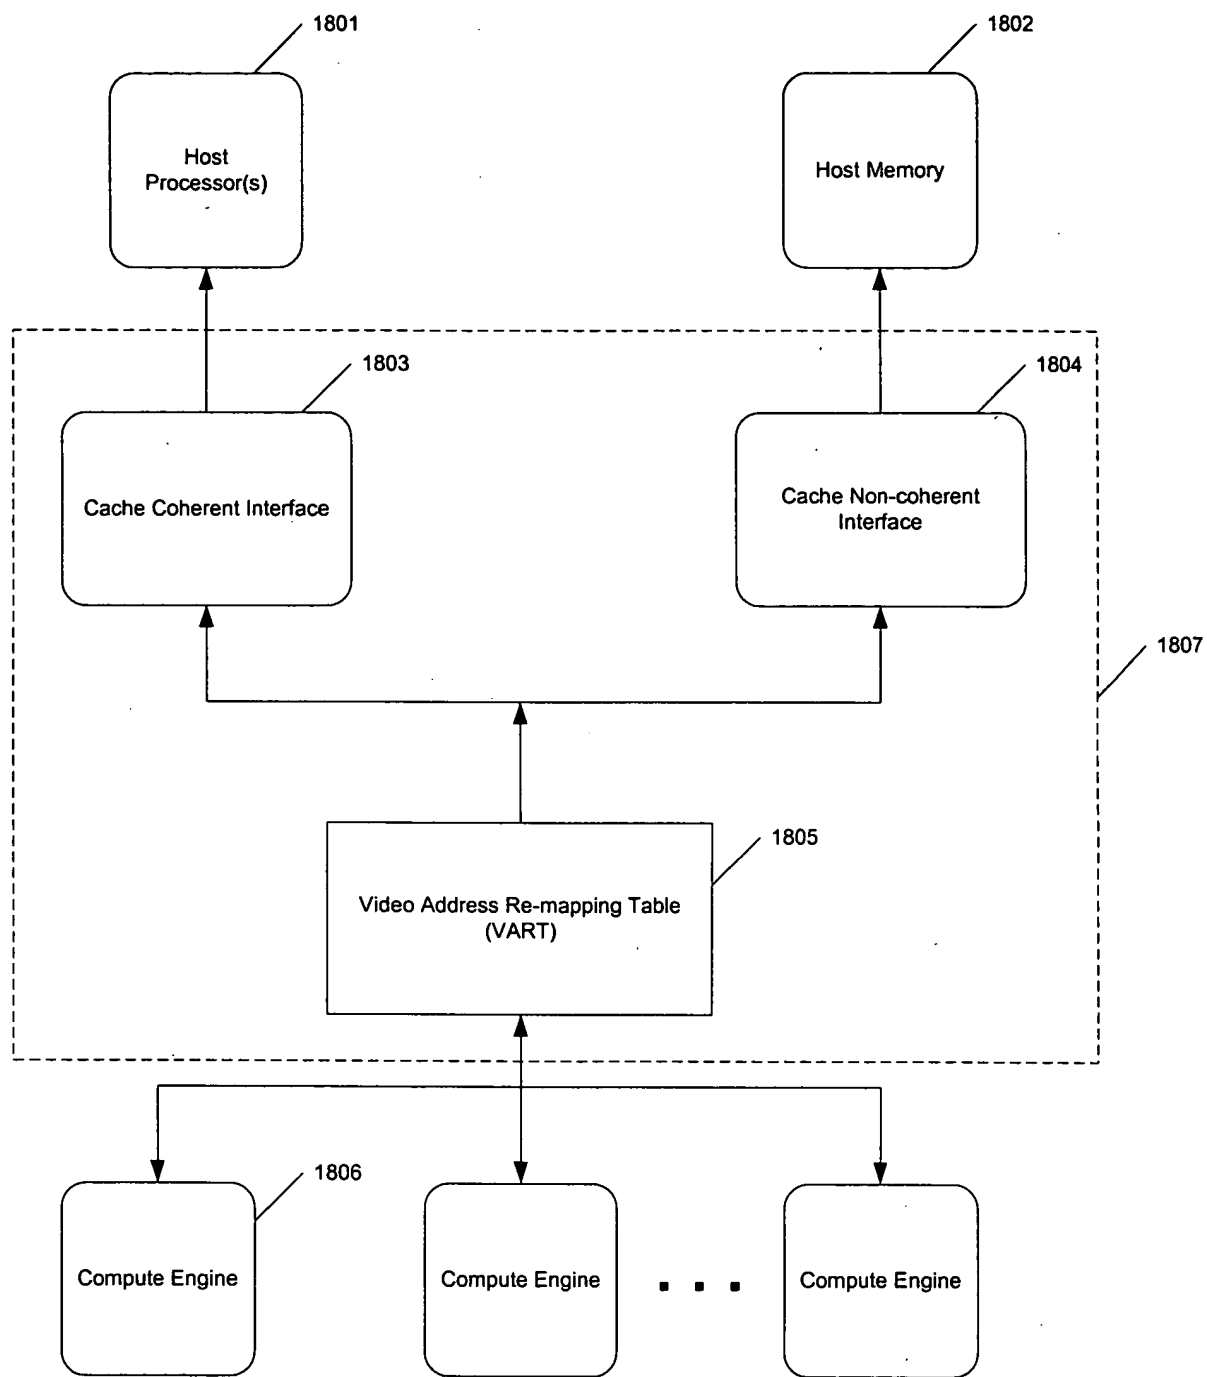 1801
1802
Host
Processor(s)
Host Memory
1803
1804
Cache Coherent Interface
Cache Non-coherent
Interface
1807
1805
Video Address Re-mapping Table
(VART)
1806
Compute Engine
Compute Engine
Compute Engine